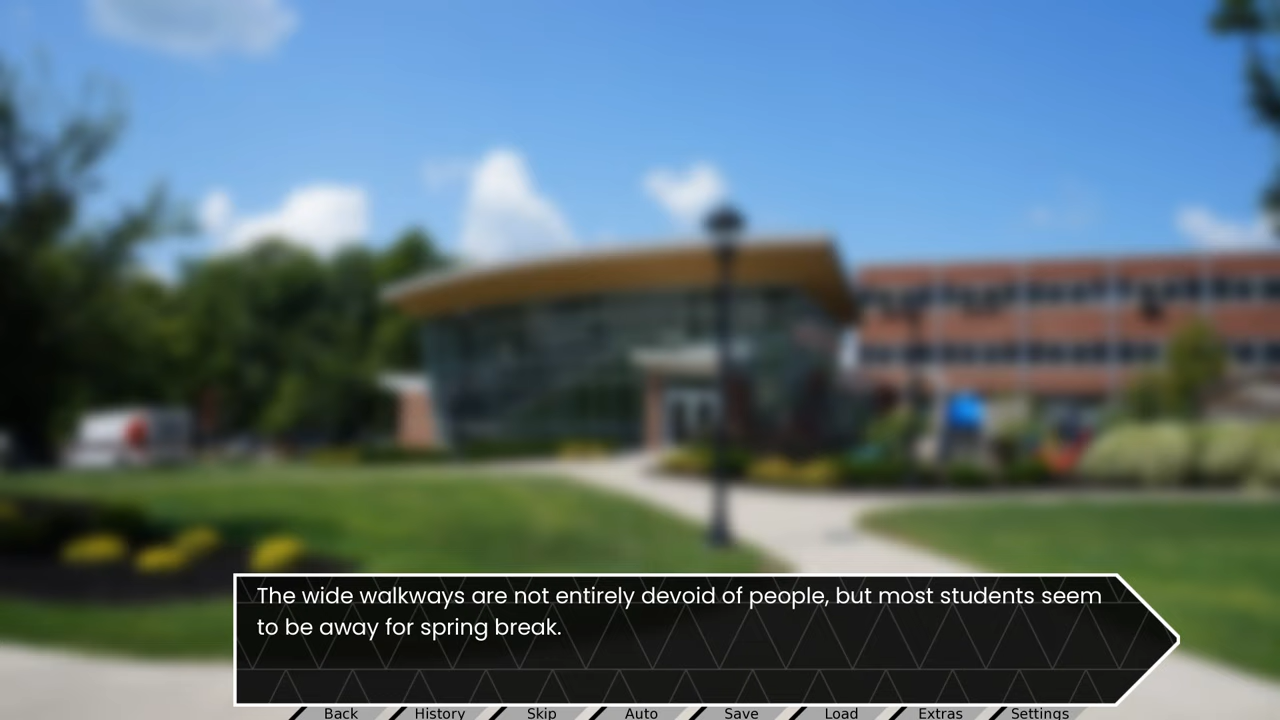 The wide walkways are not entirely devoid of people, but most students seem
to be away for spring break.
Back History Skip Auto Save Load Extras Settings